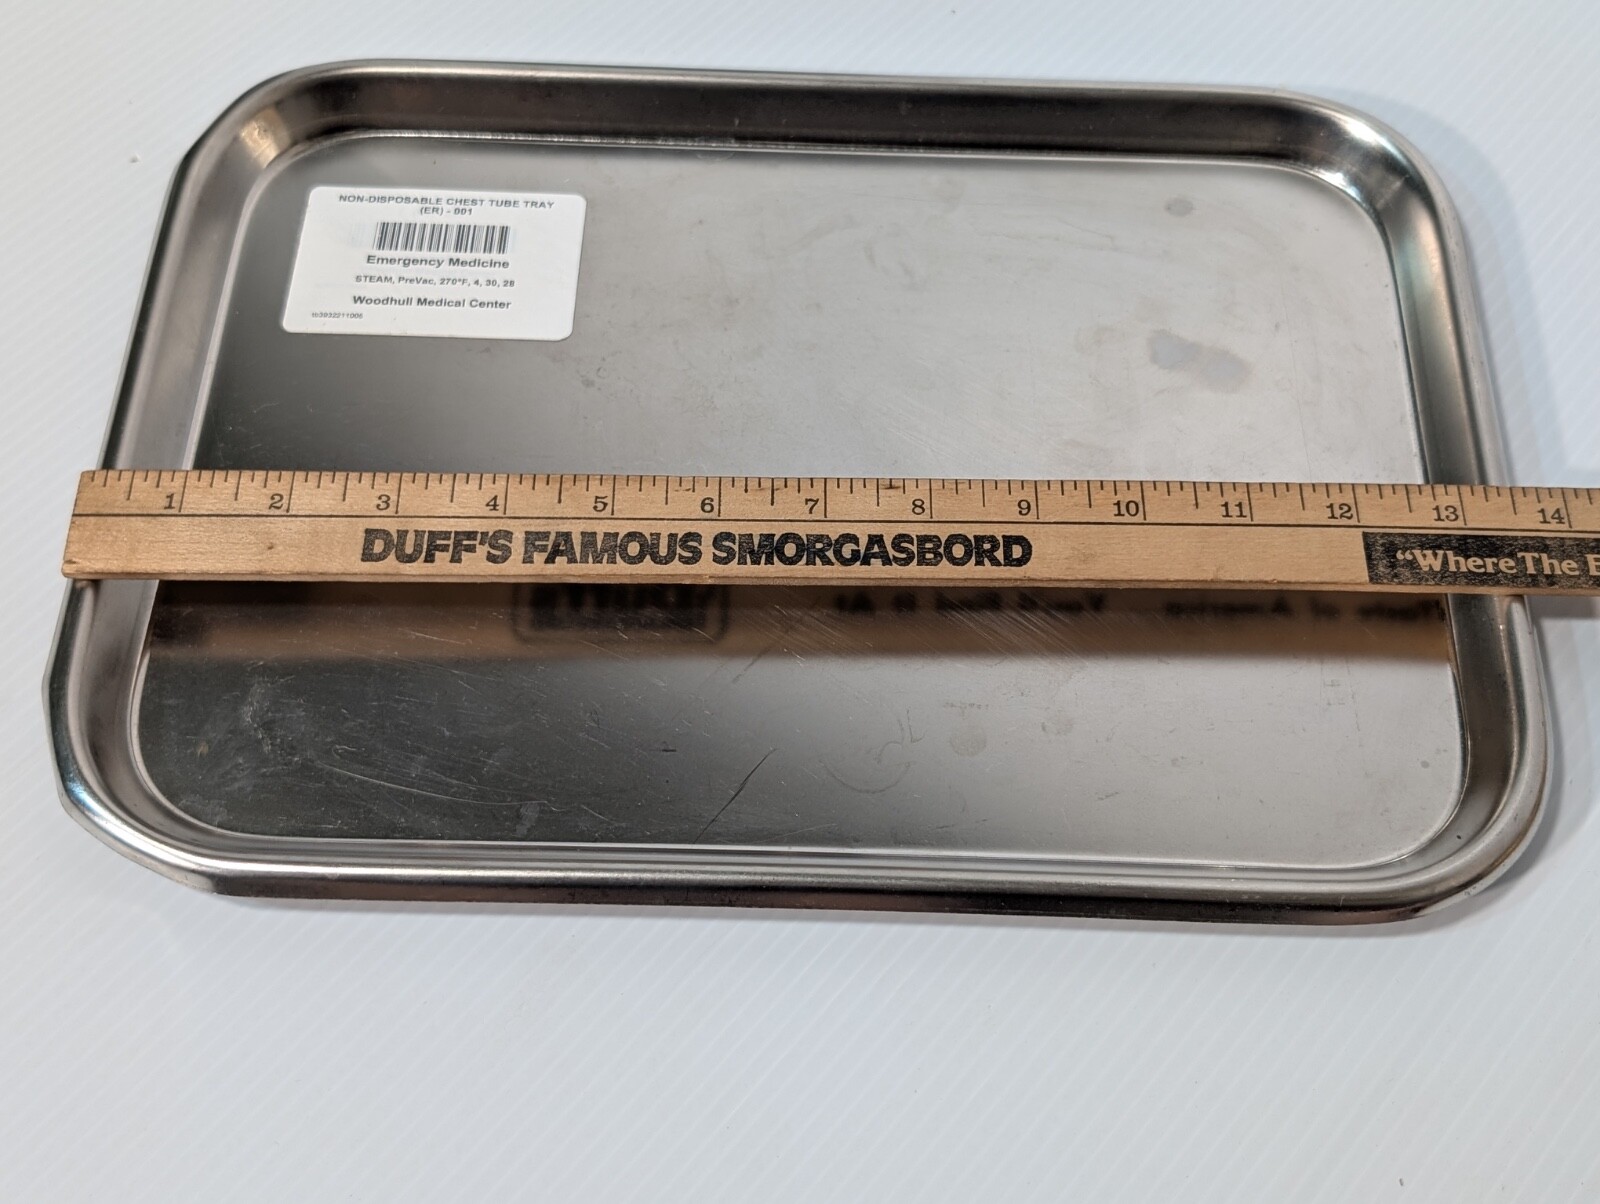 NON-DISPOSABLE CHEST TUBE TRAY
(ER) - 001
Emergency Medicine
STEAM, PreVac, 270°F, 4, 30, 28
Woodhull Medical Center
1 2 3 4 5 6 7 8 9 10 11 12 13 14
DUFF'S FAMOUS SMORGASBORD
“Where The